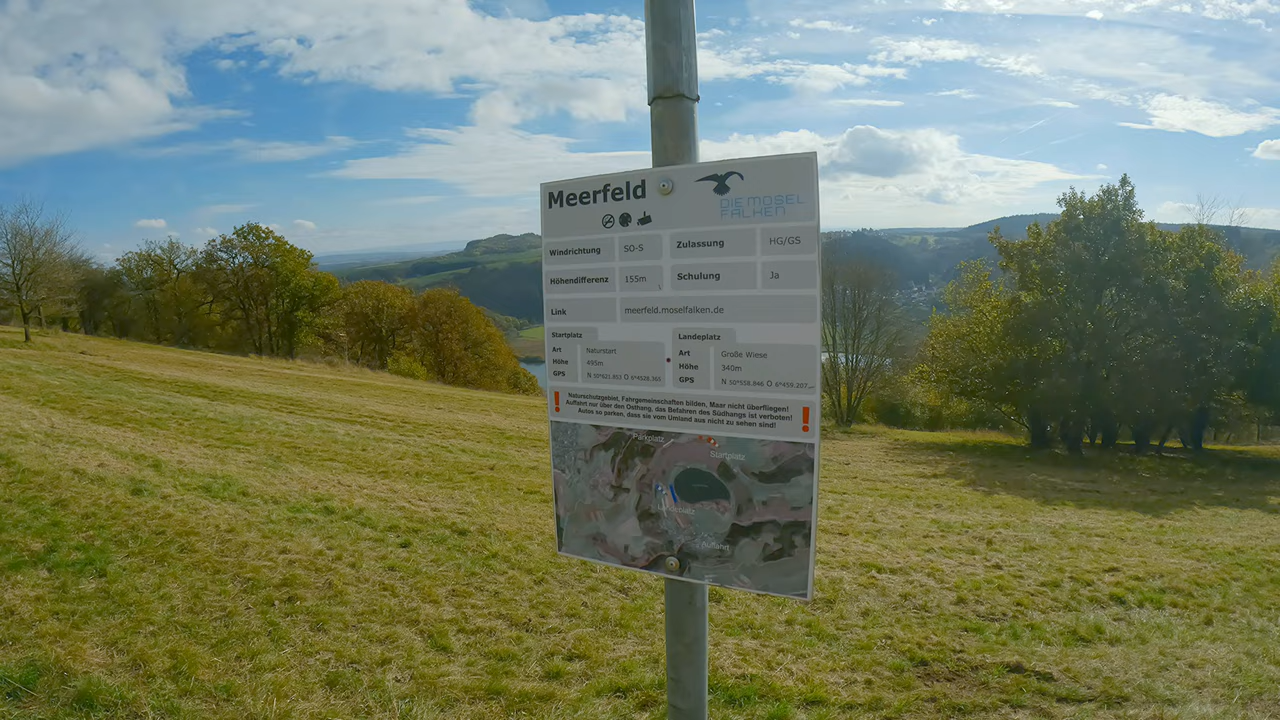 Meerfeld
DIE MOSEL
FALKEN
Windrichtung SO-S Zulassung HG/GS
Höhendifferenz 155m Schulung Ja
Link meerfeld.moselfalken.de
Startplatz Landeplatz
Art Naturstart Art Große Wiese
Höhe 495m Höhe 340m
GPS GPS
Naturschutzgebiet, Fahrgemeinschaften bilden, Maar nicht überfliegen!
Auffahrt nur über den Osthang, das Befahren des Südhangs ist verboten!
Autos so parken, dass sie vom Umland aus nicht zu sehen sind!
Parkplatz
Startplatz
Landeplatz
Auffahrt